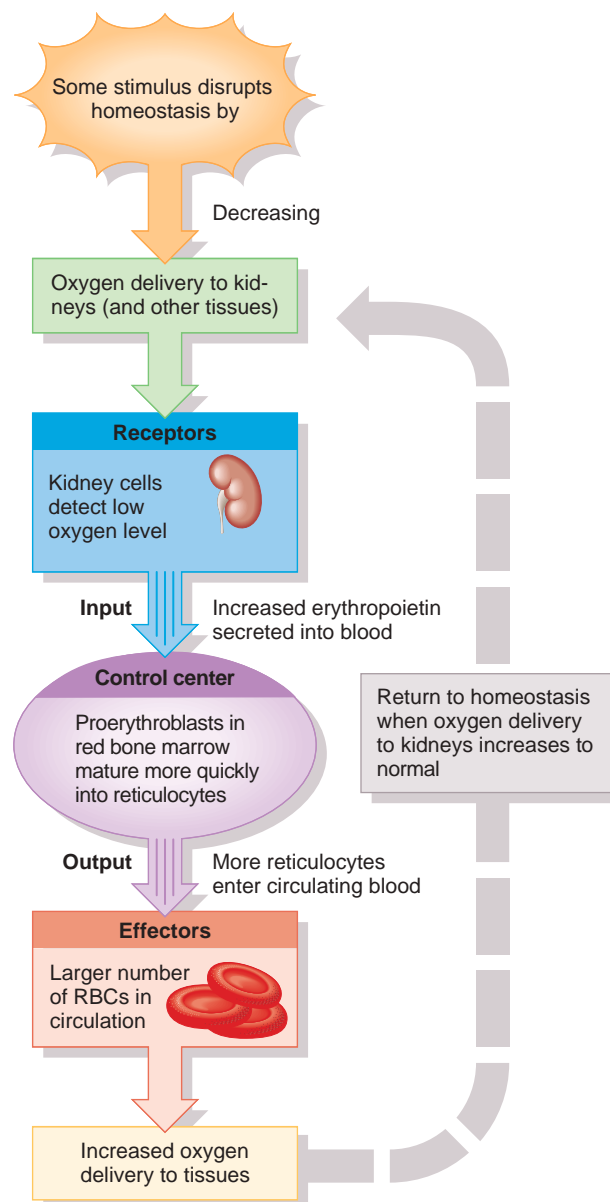 Some stimulus disrupts
homeostasis by
Decreasing
Oxygen delivery to kid-
neys (and other tissues)
Receptors
Kidney cells
detect low
oxygen level
Input
Increased erythropoietin
secreted into blood
Control center
Proerythroblasts in
red bone marrow
mature more quickly
into reticulocytes
Output
More reticulocytes
enter circulating blood
Effectors
Larger number
of RBCs in
circulation
Increased oxygen
delivery to tissues
Return to homeostasis
when oxygen delivery
to kidneys increases to
normal